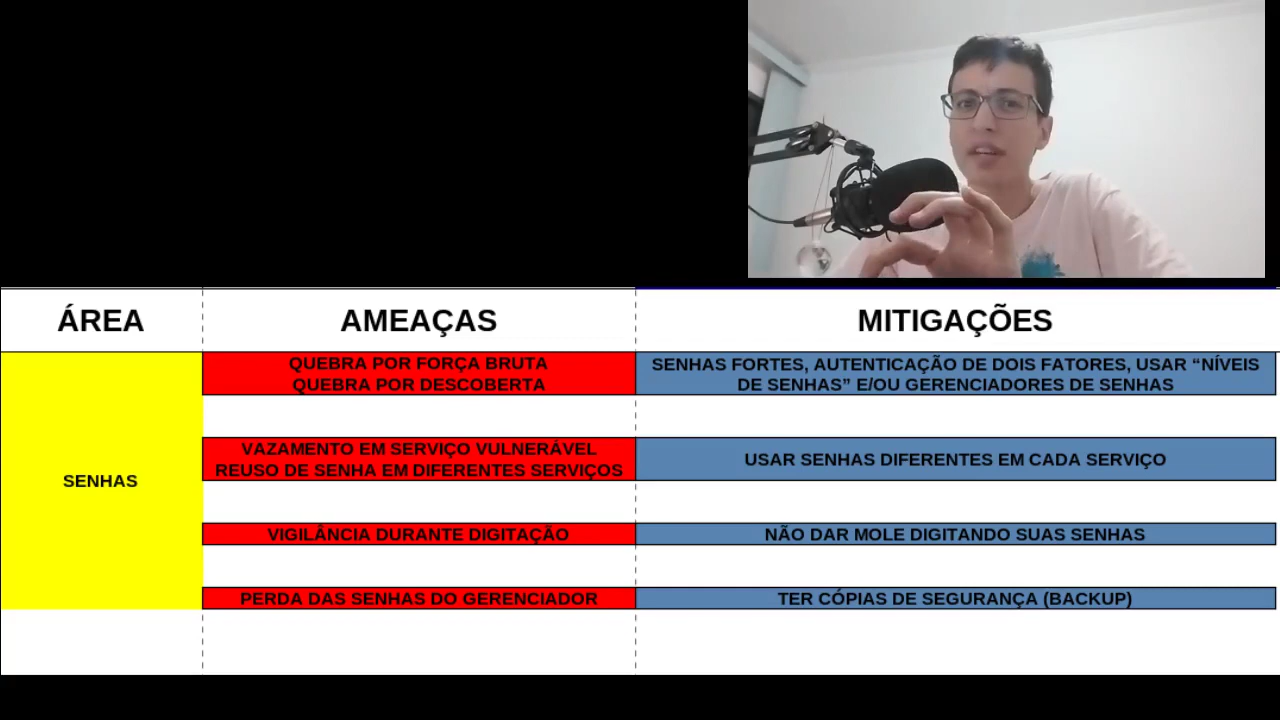 ÁREA
AMEAÇAS
MITIGAÇÕES
SENHAS
QUEBRA POR FORÇA BRUTA
QUEBRA POR DESCOBERTA
SENHAS FORTES, AUTENTICAÇÃO DE DOIS FATORES, USAR “NÍVEIS
DE SENHAS” E/OU GERENCIADORES DE SENHAS
VAZAMENTO EM SERVIÇO VULNERÁVEL
REUSO DE SENHA EM DIFERENTES SERVIÇOS
USAR SENHAS DIFERENTES EM CADA SERVIÇO
VIGILÂNCIA DURANTE DIGITAÇÃO
NÃO DAR MOLE DIGITANDO SUAS SENHAS
PERDA DAS SENHAS DO GERENCIADOR
TER CÓPIAS DE SEGURANÇA (BACKUP)